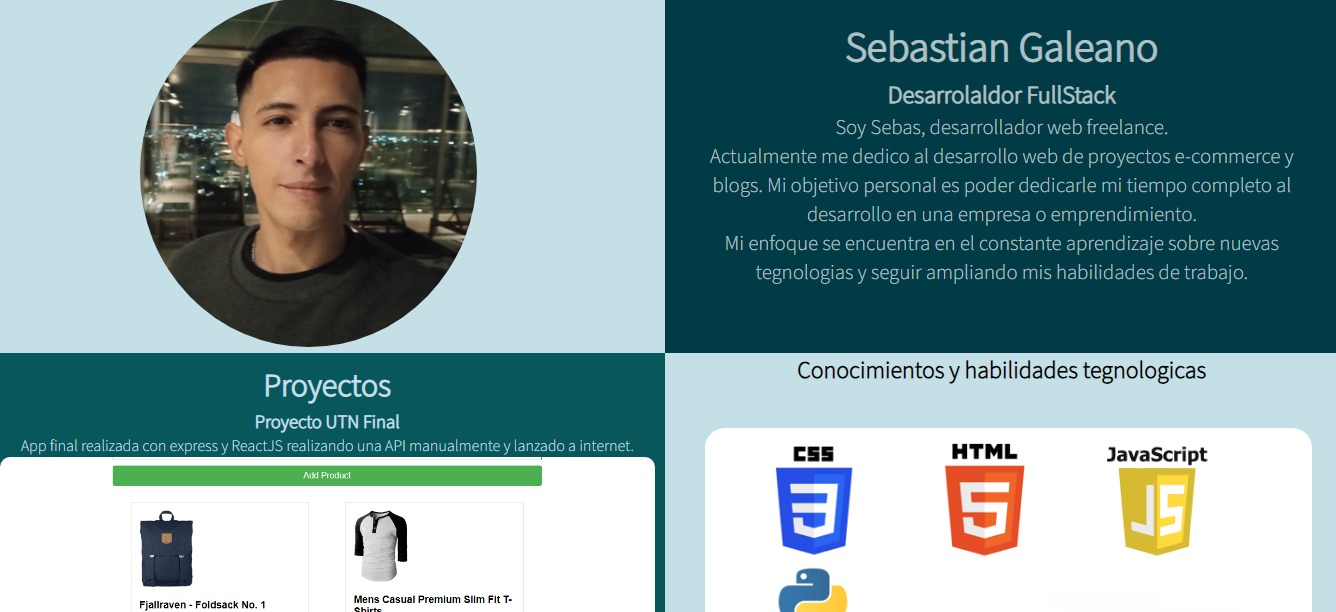 Sebastian Galeano
Desarrolaldor FullStack
Soy Sebas, desarrollador web freelance.
Actualmente me dedico al desarrollo web de proyectos e-commerce y
blogs. Mi objetivo personal es poder dedicarle mi tiempo completo al
desarrollo en una empresa o emprendimiento.
Mi enfoque se encuentra en el constante aprendizaje sobre nuevas
tegnologias y seguir ampliando mis habilidades de trabajo.
Proyectos
Proyecto UTN Final
App final realizada con express y ReactJS realizando una API manualmente y lanzado a internet.
Add Product
Fjallraven - Foldsack No. 1
Mens Casual Premium Slim Fit T-
Shirts
Conocimientos y habilidades tegnologicas
CSS
HTML
JavaScript
3
5
JS